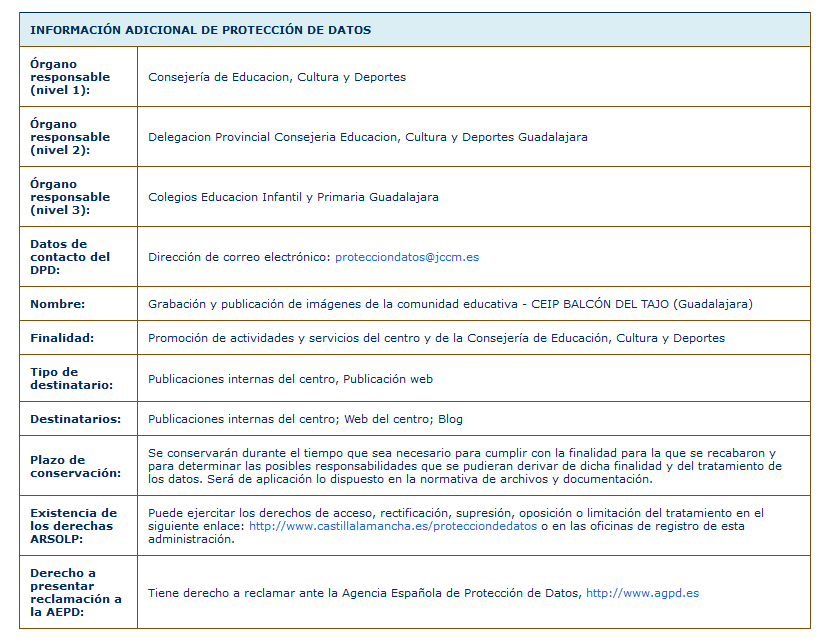 INFORMACIÓN ADICIONAL DE PROTECCIÓN DE DATOS
Órgano
responsable
(nivel 1):
Consejería de Educacion, Cultura y Deportes
Órgano
responsable
(nivel 2):
Delegacion Provincial Consejeria Educacion, Cultura y Deportes Guadalajara
Órgano
responsable
(nivel 3):
Colegios Educacion Infantil y Primaria Guadalajara
Datos de
contacto del
DPD:
Dirección de correo electrónico: protecciondatos@jccm.es
Nombre:
Grabación y publicación de imágenes de la comunidad educativa - CEIP BALCÓN DEL TAJO (Guadalajara)
Finalidad:
Promoción de actividades y servicios del centro y de la Consejería de Educación, Cultura y Deportes
Tipo de
destinatario:
Publicaciones internas del centro, Publicación web
Destinatarios:
Publicaciones internas del centro; Web del centro; Blog
Plazo de
conservación:
Se conservarán durante el tiempo que sea necesario para cumplir con la finalidad para la que se recabaron y
para determinar las posibles responsabilidades que se pudieran derivar de dicha finalidad y del tratamiento de
los datos. Será de aplicación lo dispuesto en la normativa de archivos y documentación.
Existencia de
los derechas
ARSOLP:
Puede ejercitar los derechos de acceso, rectificación, supresión, oposición o limitación del tratamiento en el
siguiente enlace: http://www.castillalamancha.es/protecciondedatos o en las oficinas de registro de esta
administración.
Derecho a
presentar
reclamación a
la AEPD:
Tiene derecho a reclamar ante la Agencia Española de Protección de Datos, http://www.agpd.es